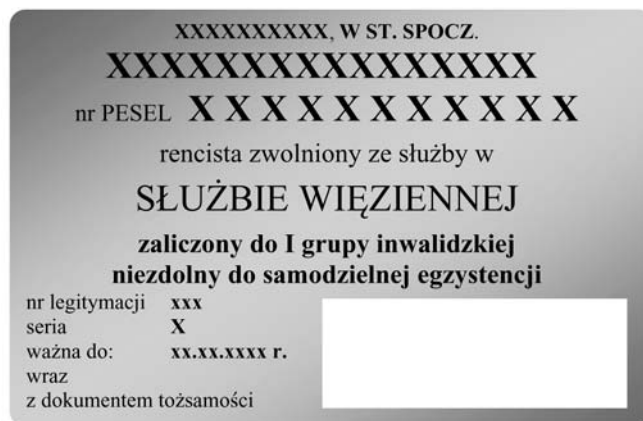 XXXXXXXXXX, W ST. SPOCZ.
XXXXXXXXXXXXXXXXX
nr PESEL X X X X X X X X X X X
rencista zwolniony ze służby w
SŁUŻBIE WIĘZIENNEJ
zaliczony do I grupy inwalidzkiej
niezdolny do samodzielnej egzystencji
nr legitymacji xxx
seria X
ważna do: xx.xx.xxxx r.
wraz
z dokumentem tożsamości